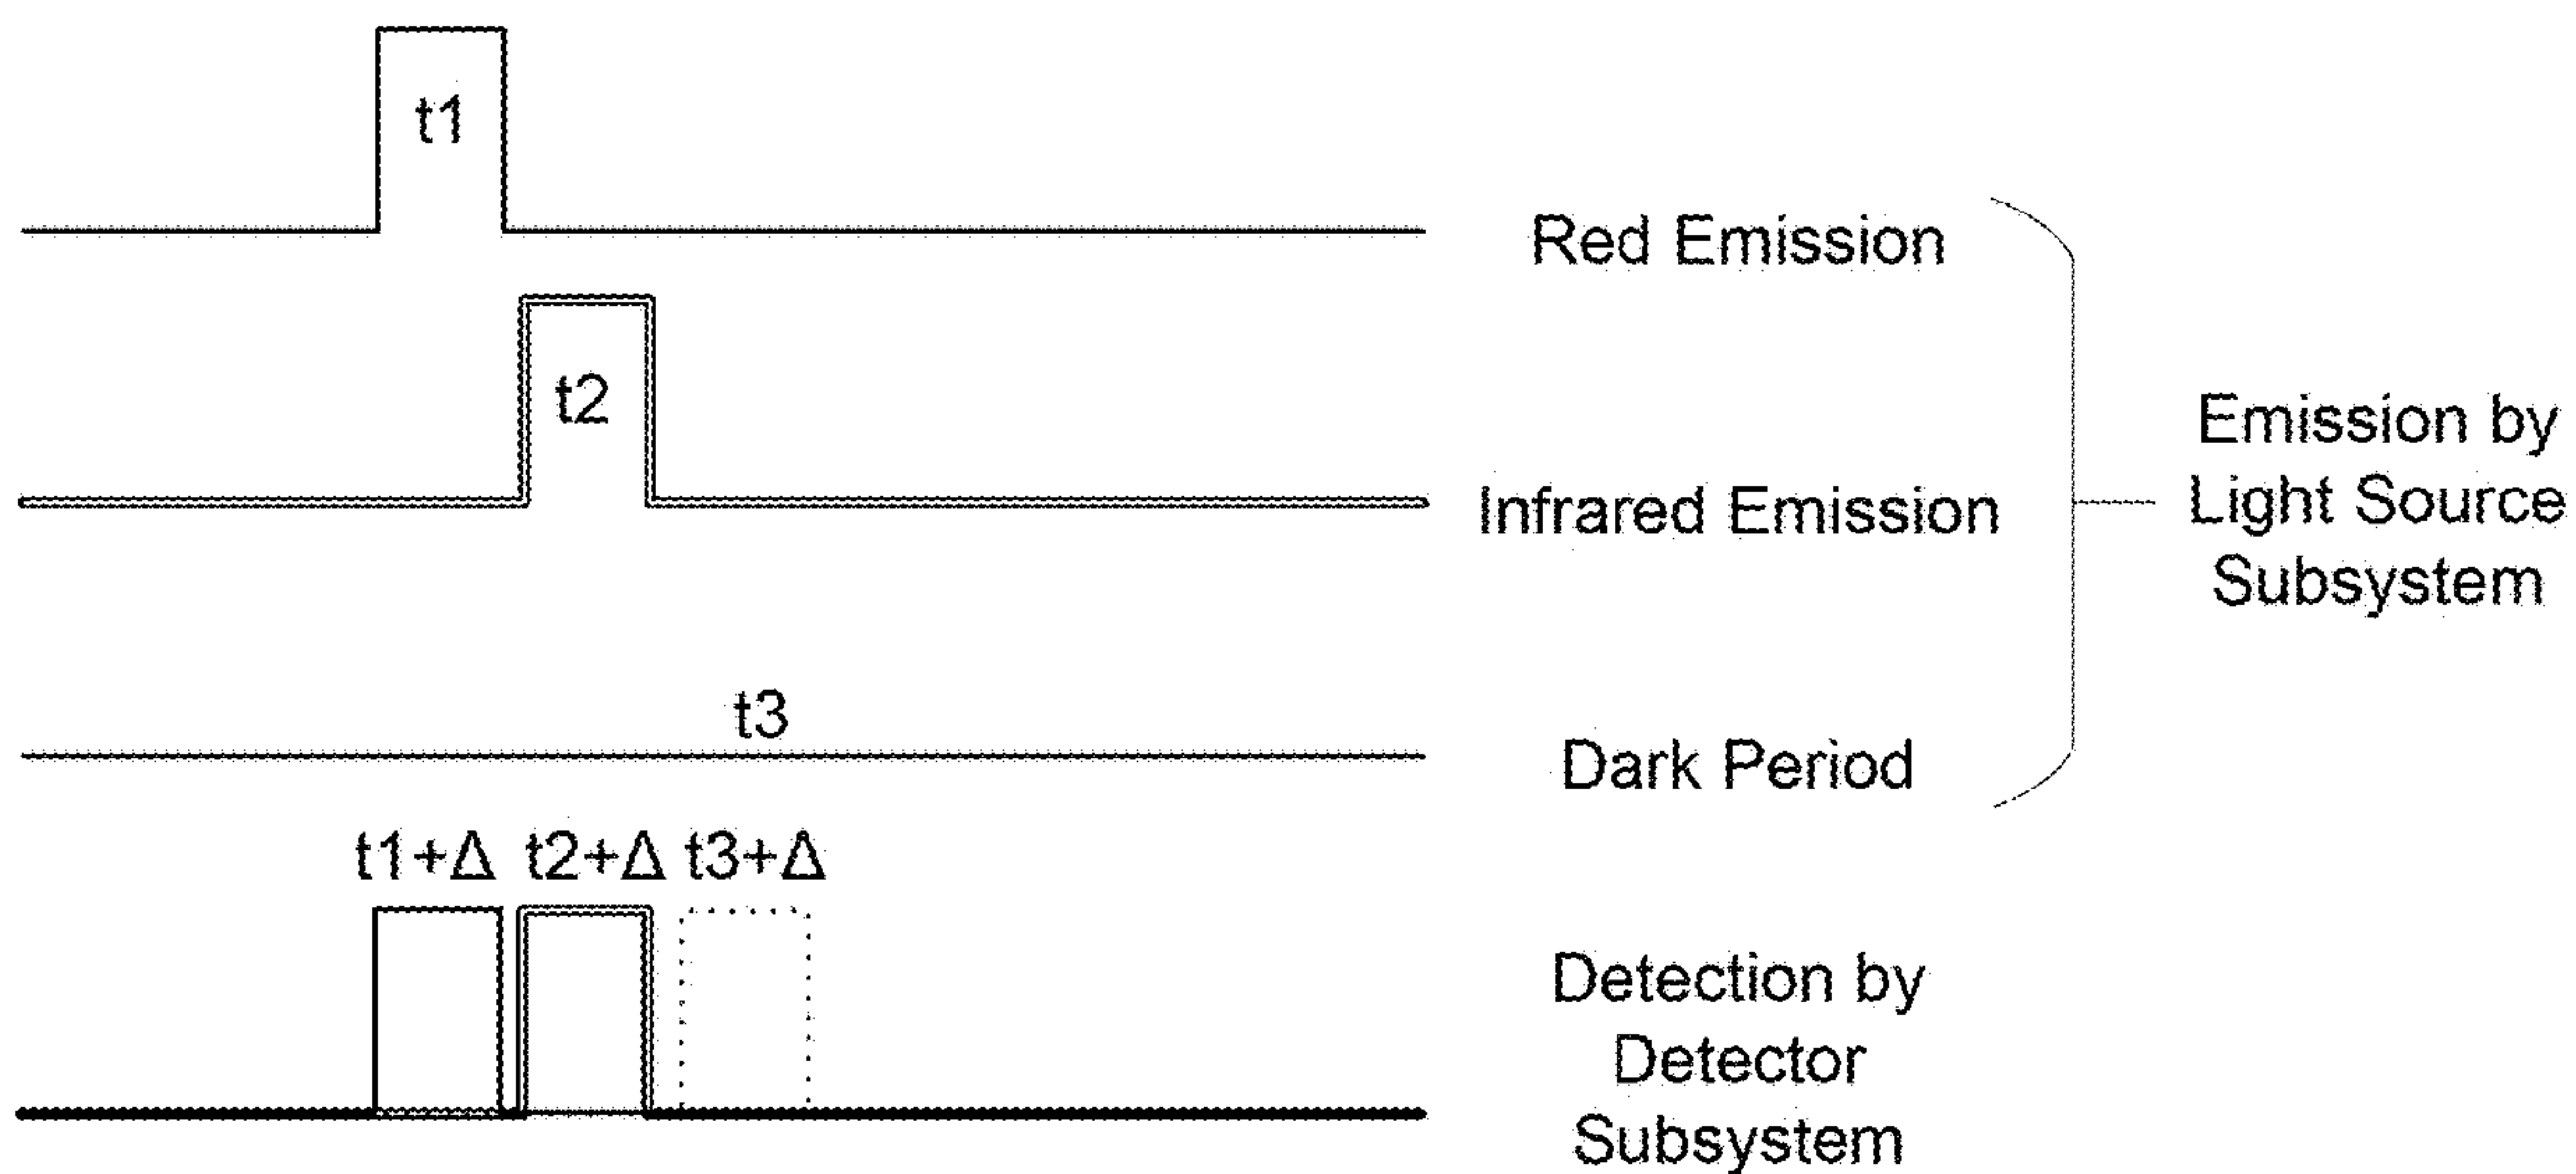 t1
Red Emission
t2
Infrared Emission
Emission by
Light Source
Subsystem
t3
Dark Period
t1+Δ t2+Δ t3+Δ
Detection by
Detector
Subsystem